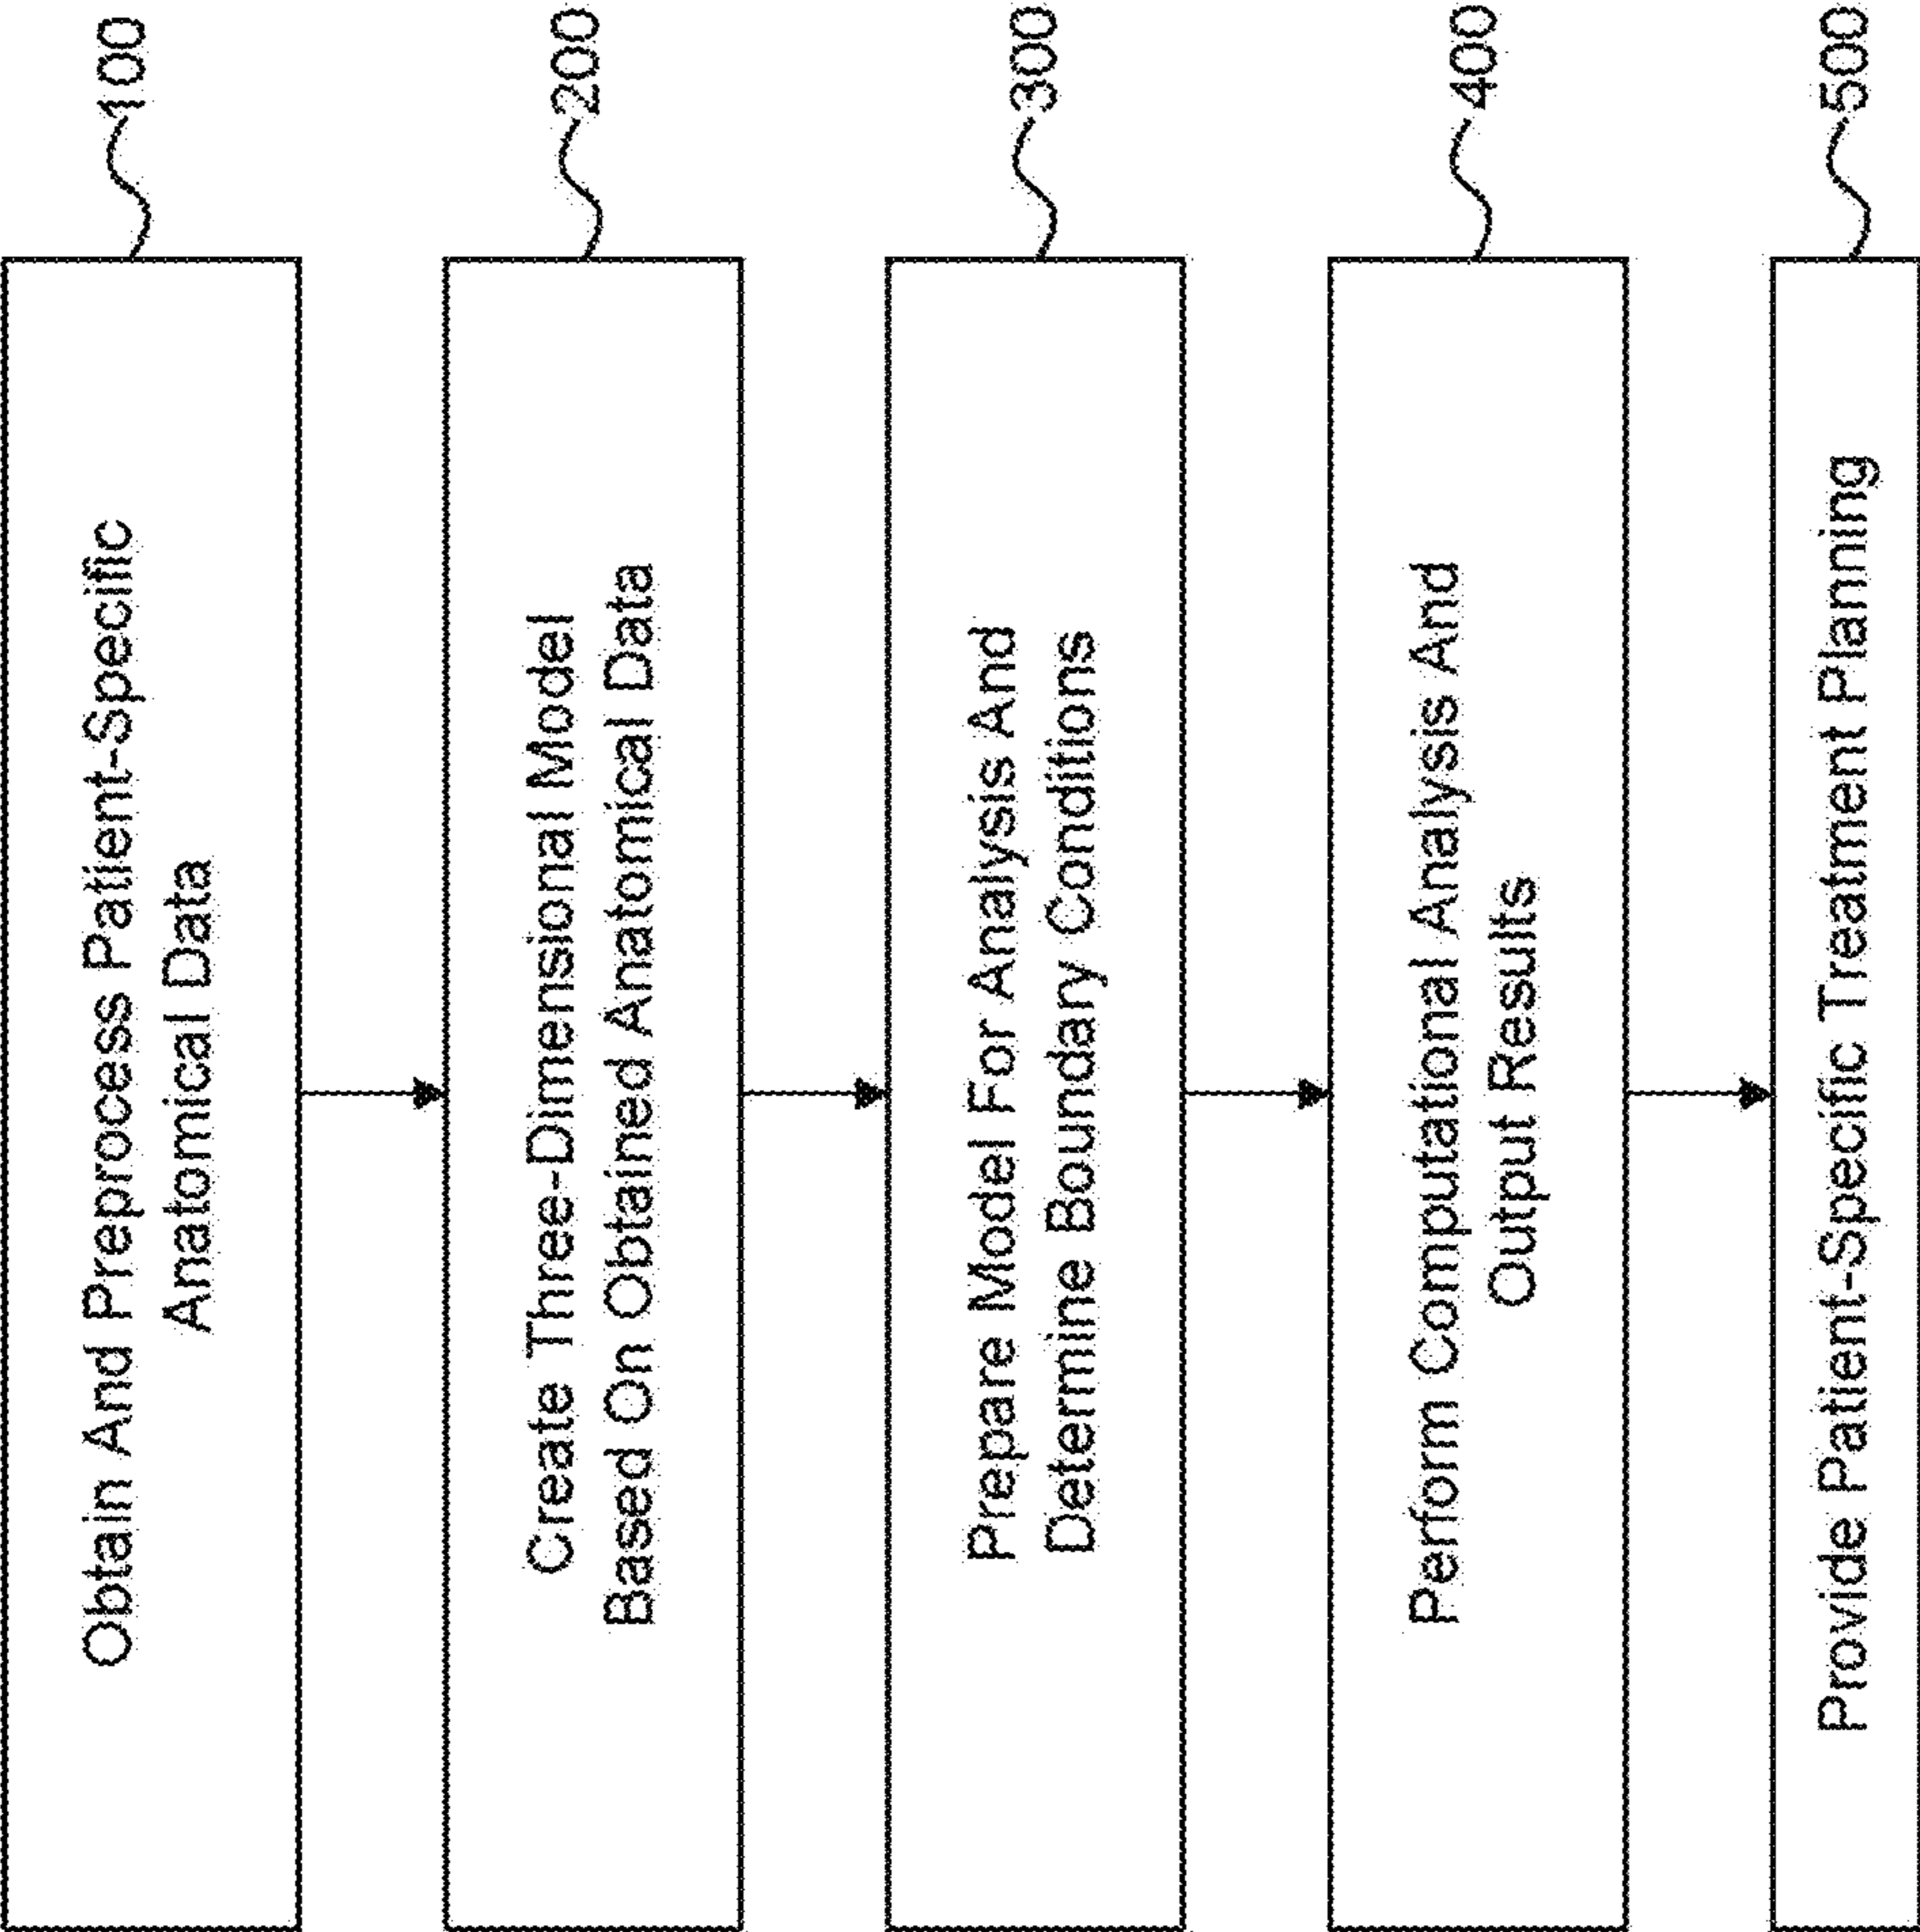 Obtain And Preprocess Patient-Specific
Anatomical Data
100
Create Three-Dimensional Model
Based On Obtained Anatomical Data
200
Prepare Model For Analysis And
Determine Boundary Conditions
300
Perform Computational Analysis And
Output Results
400
Provide Patient-Specific Treatment Planning
500